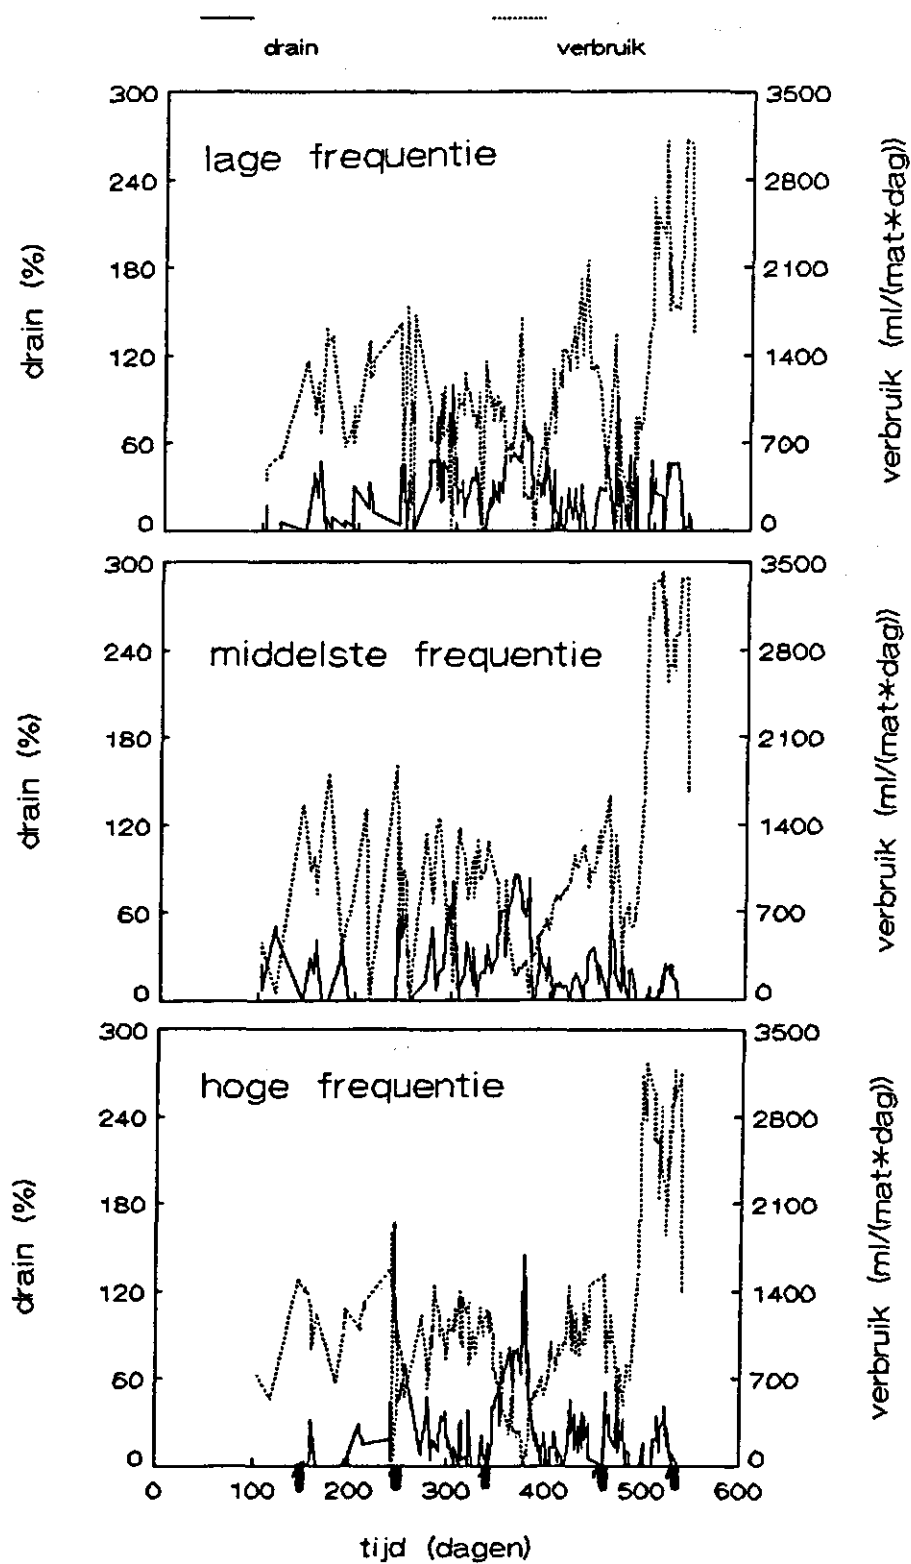 drain verbruik
300 3500
lage frequentie
240 2800
180 2100
120 1400
60 700
0 0
drain (%)
verbruik (ml/(mat*dag))
300 3500
middelste frequentie
240 2800
180 2100
120 1400
60 700
0 0
drain (%)
verbruik (ml/(mat*dag))
300 3500
hoge frequentie
240 2800
180 2100
120 1400
60 700
0 0
drain (%)
verbruik (ml/(mat*dag))
0 100 200 300 400 500 600
tijd (dagen)